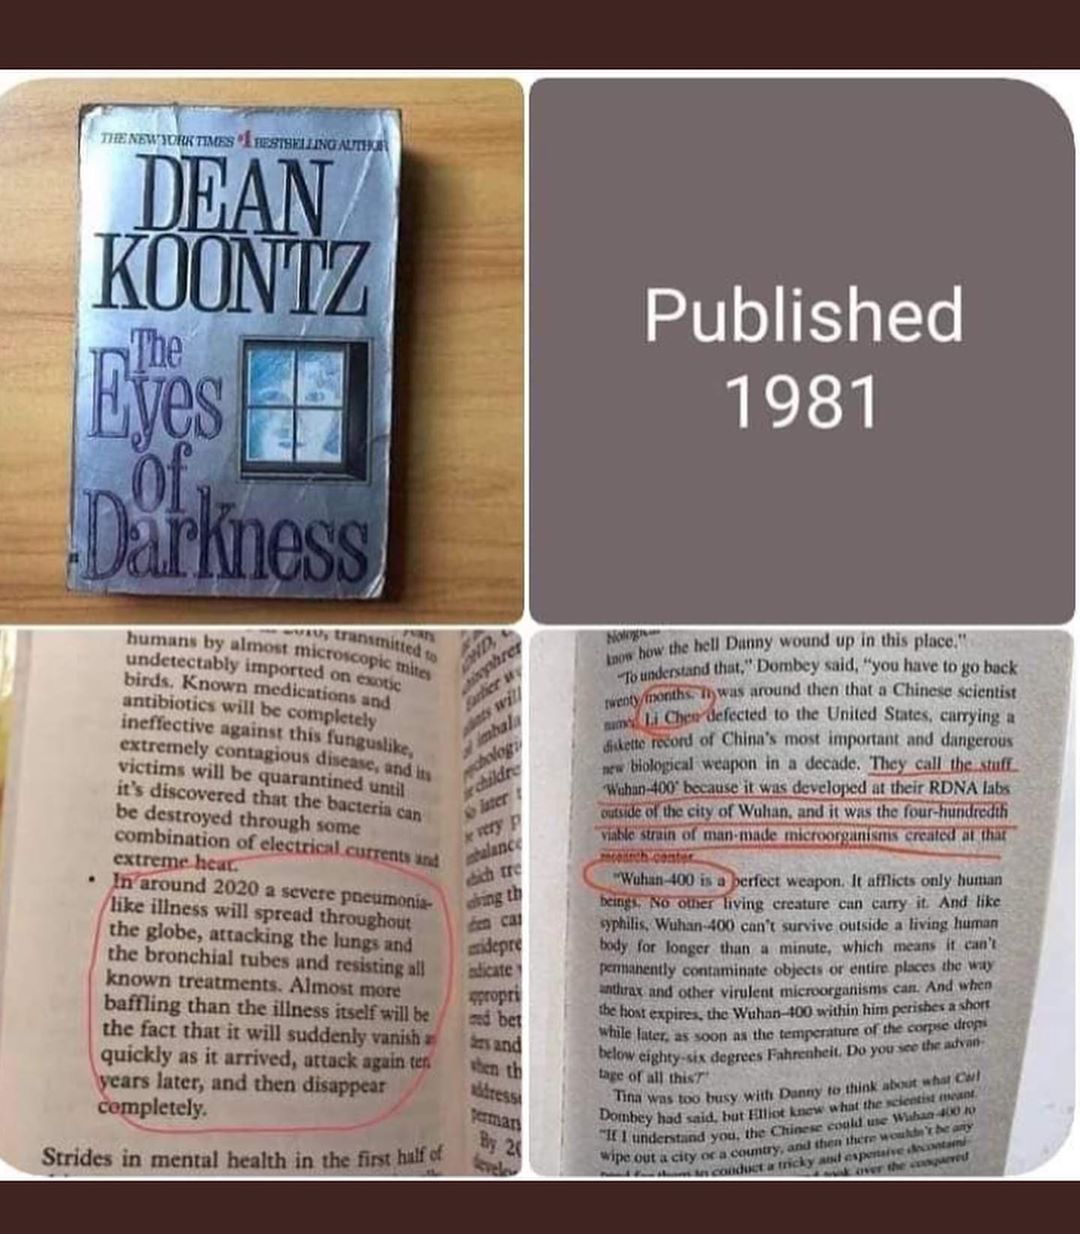 THE NEW YORK TIMES #1 BESTSELLING AUTHOR
DEAN
KOONTZ
The
Eyes
of
Darkness
Published
1981
transmitted to
humans by almost microscopic mites
undetectably imported on exotic
birds. Known medications and
antibiotics will be completely
ineffective against this funguslike,
extremely contagious disease, and its
victims will be quarantined until
it's discovered that the bacteria can
be destroyed through some
combination of electrical currents and
extreme heat.
• In around 2020 a severe pneumonia-
like illness will spread throughout
the globe, attacking the lungs and
the bronchial tubes and resisting all
known treatments. Almost more
baffling than the illness itself will be
the fact that it will suddenly vanish as
quickly as it arrived, attack again ten
years later, and then disappear
completely.
Strides in mental health in the first half of
know how the hell Danny wound up in this place."
"To understand that," Dombey said, "you have to go back
twenty months. It was around then that a Chinese scientist
named Li Chen defected to the United States, carrying a
diskette record of China's most important and dangerous
new biological weapon in a decade. They call the stuff
'Wuhan-400' because it was developed at their RDNA labs
outside of the city of Wuhan, and it was the four-hundredth
viable strain of man-made microorganisms created at that
research center.
"Wuhan-400 is a perfect weapon. It afflicts only human
beings. No other living creature can carry it. And like
syphilis, Wuhan-400 can't survive outside a living human
body for longer than a minute, which means it can't
permanently contaminate objects or entire places the way
anthrax and other virulent microorganisms can. And when
the host expires, the Wuhan-400 within him perishes a short
while later, as soon as the temperature of the corpse drops
below eighty-six degrees Fahrenheit. Do you see the advan-
tage of all this?"
Tina was too busy with Danny to think about what Carl
Dombey had said, but Elliot knew what the scientist meant.
"If I understand you, the Chinese could use Wuhan-400 to
wipe out a city or a country, and then there wouldn't be any
need for them to conduct a tricky and expensive decontami-
took over the conquered